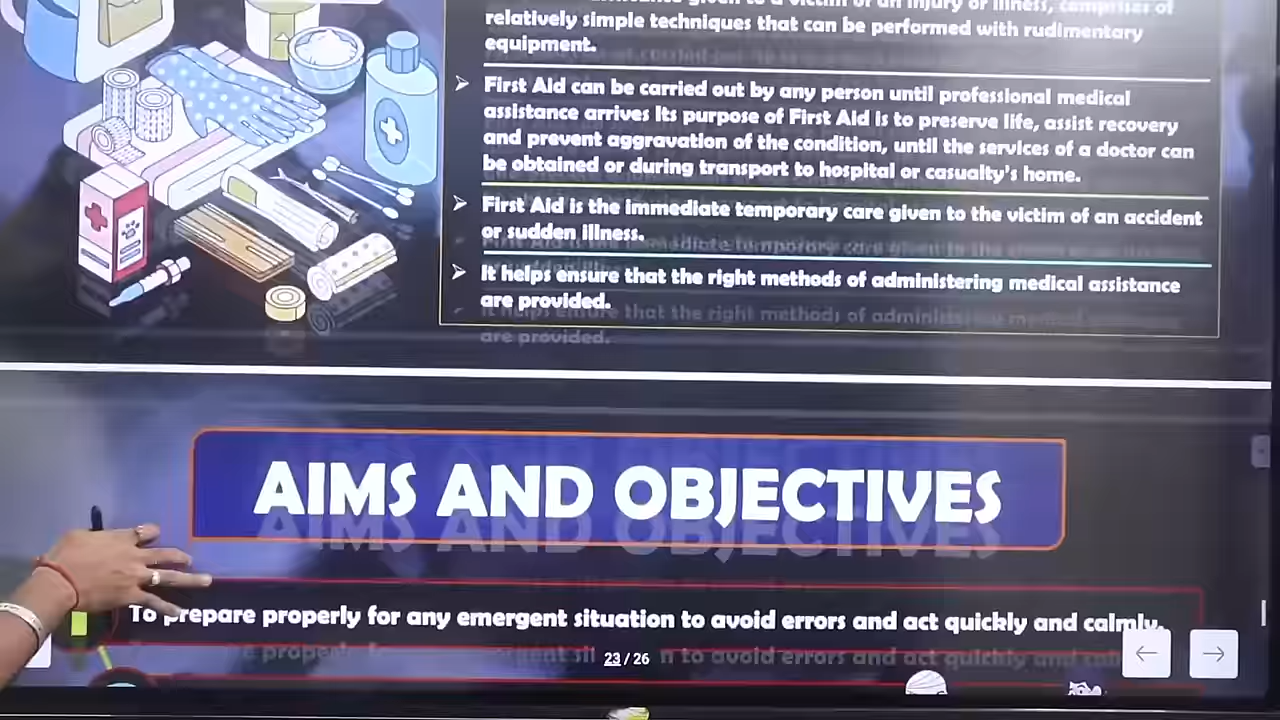 injury or illness, comprises of
relatively simple techniques that can be performed with rudimentary
equipment.
➢ First Aid can be carried out by any person until professional medical
assistance arrives Its purpose of First Aid is to preserve life, assist recovery
and prevent aggravation of the condition, until the services of a doctor can
be obtained or during transport to hospital or casualty's home.
➢ First Aid is the immediate temporary care given to the victim of an accident
or sudden illness.
➢ It helps ensure that the right methods of administering medical assistance
are provided.
AIMS AND OBJECTIVES
To prepare properly for any emergent situation to avoid errors and act quickly and calmly.
23 / 26